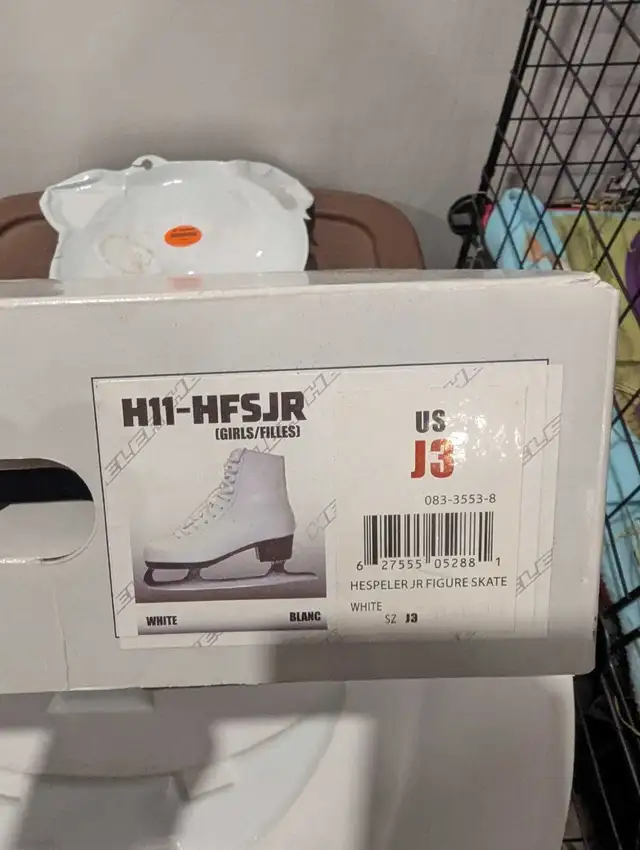 H11-HFSJR
(GIRLS/FILLES)
WHITE
BLANC
US
J3
083-3553-8
6 27555 05288 1
HESPELER JR FIGURE SKATE
WHITE
SZ J3